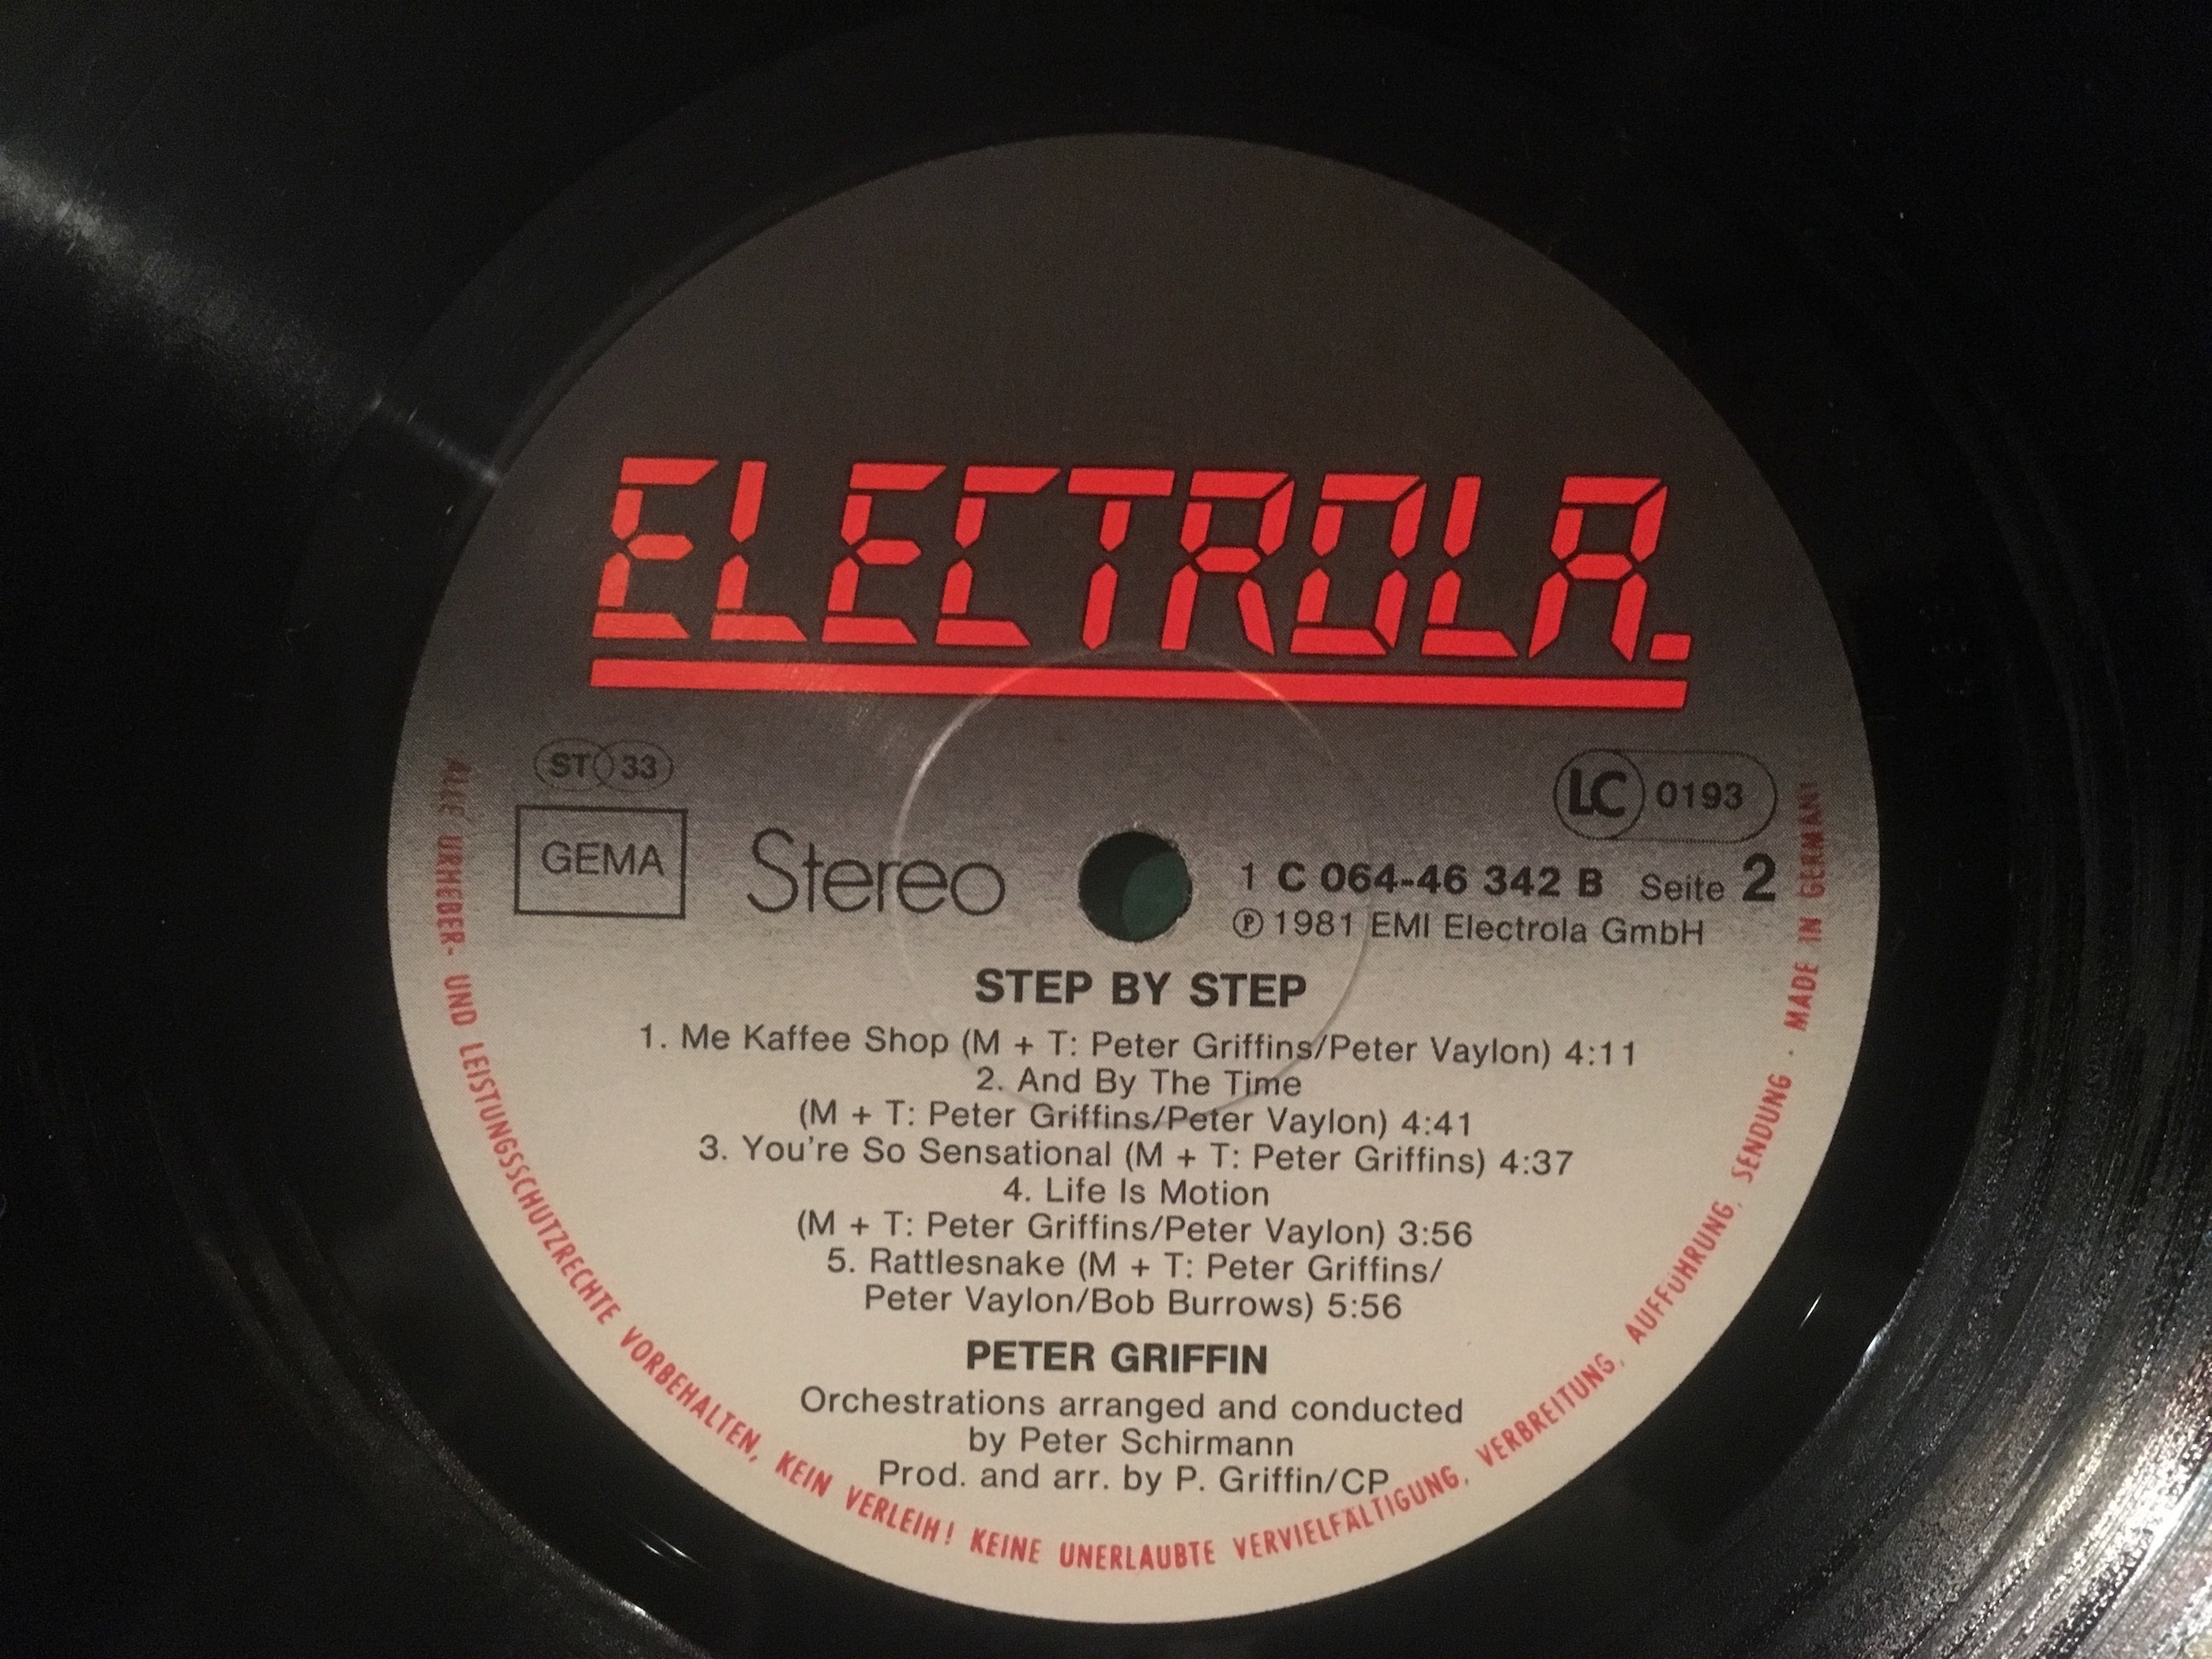 ELECTROLA.
ST 33
LC 0193
GEMA
Stereo
1 C 064-46 342 B Seite 2
Ⓟ 1981 EMI Electrola GmbH
STEP BY STEP
1. Me Kaffee Shop (M + T: Peter Griffins/Peter Vaylon) 4:11
2. And By The Time
(M + T: Peter Griffins/Peter Vaylon) 4:41
3. You're So Sensational (M + T: Peter Griffins) 4:37
4. Life Is Motion
(M + T: Peter Griffins/Peter Vaylon) 3:56
5. Rattlesnake (M + T: Peter Griffins/
Peter Vaylon/Bob Burrows) 5:56
PETER GRIFFIN
Orchestrations arranged and conducted
by Peter Schirmann
Prod. and arr. by P. Griffin/CP
ALLE URHEBER- UND LEISTUNGSSCHUTZRECHTE VORBEHALTEN, KEIN VERLEIH! KEINE UNERLAUBTE VERVIELFÄLTIGUNG, VERBREITUNG, AUFFÜHRUNG, SENDUNG · MADE IN GERMANY